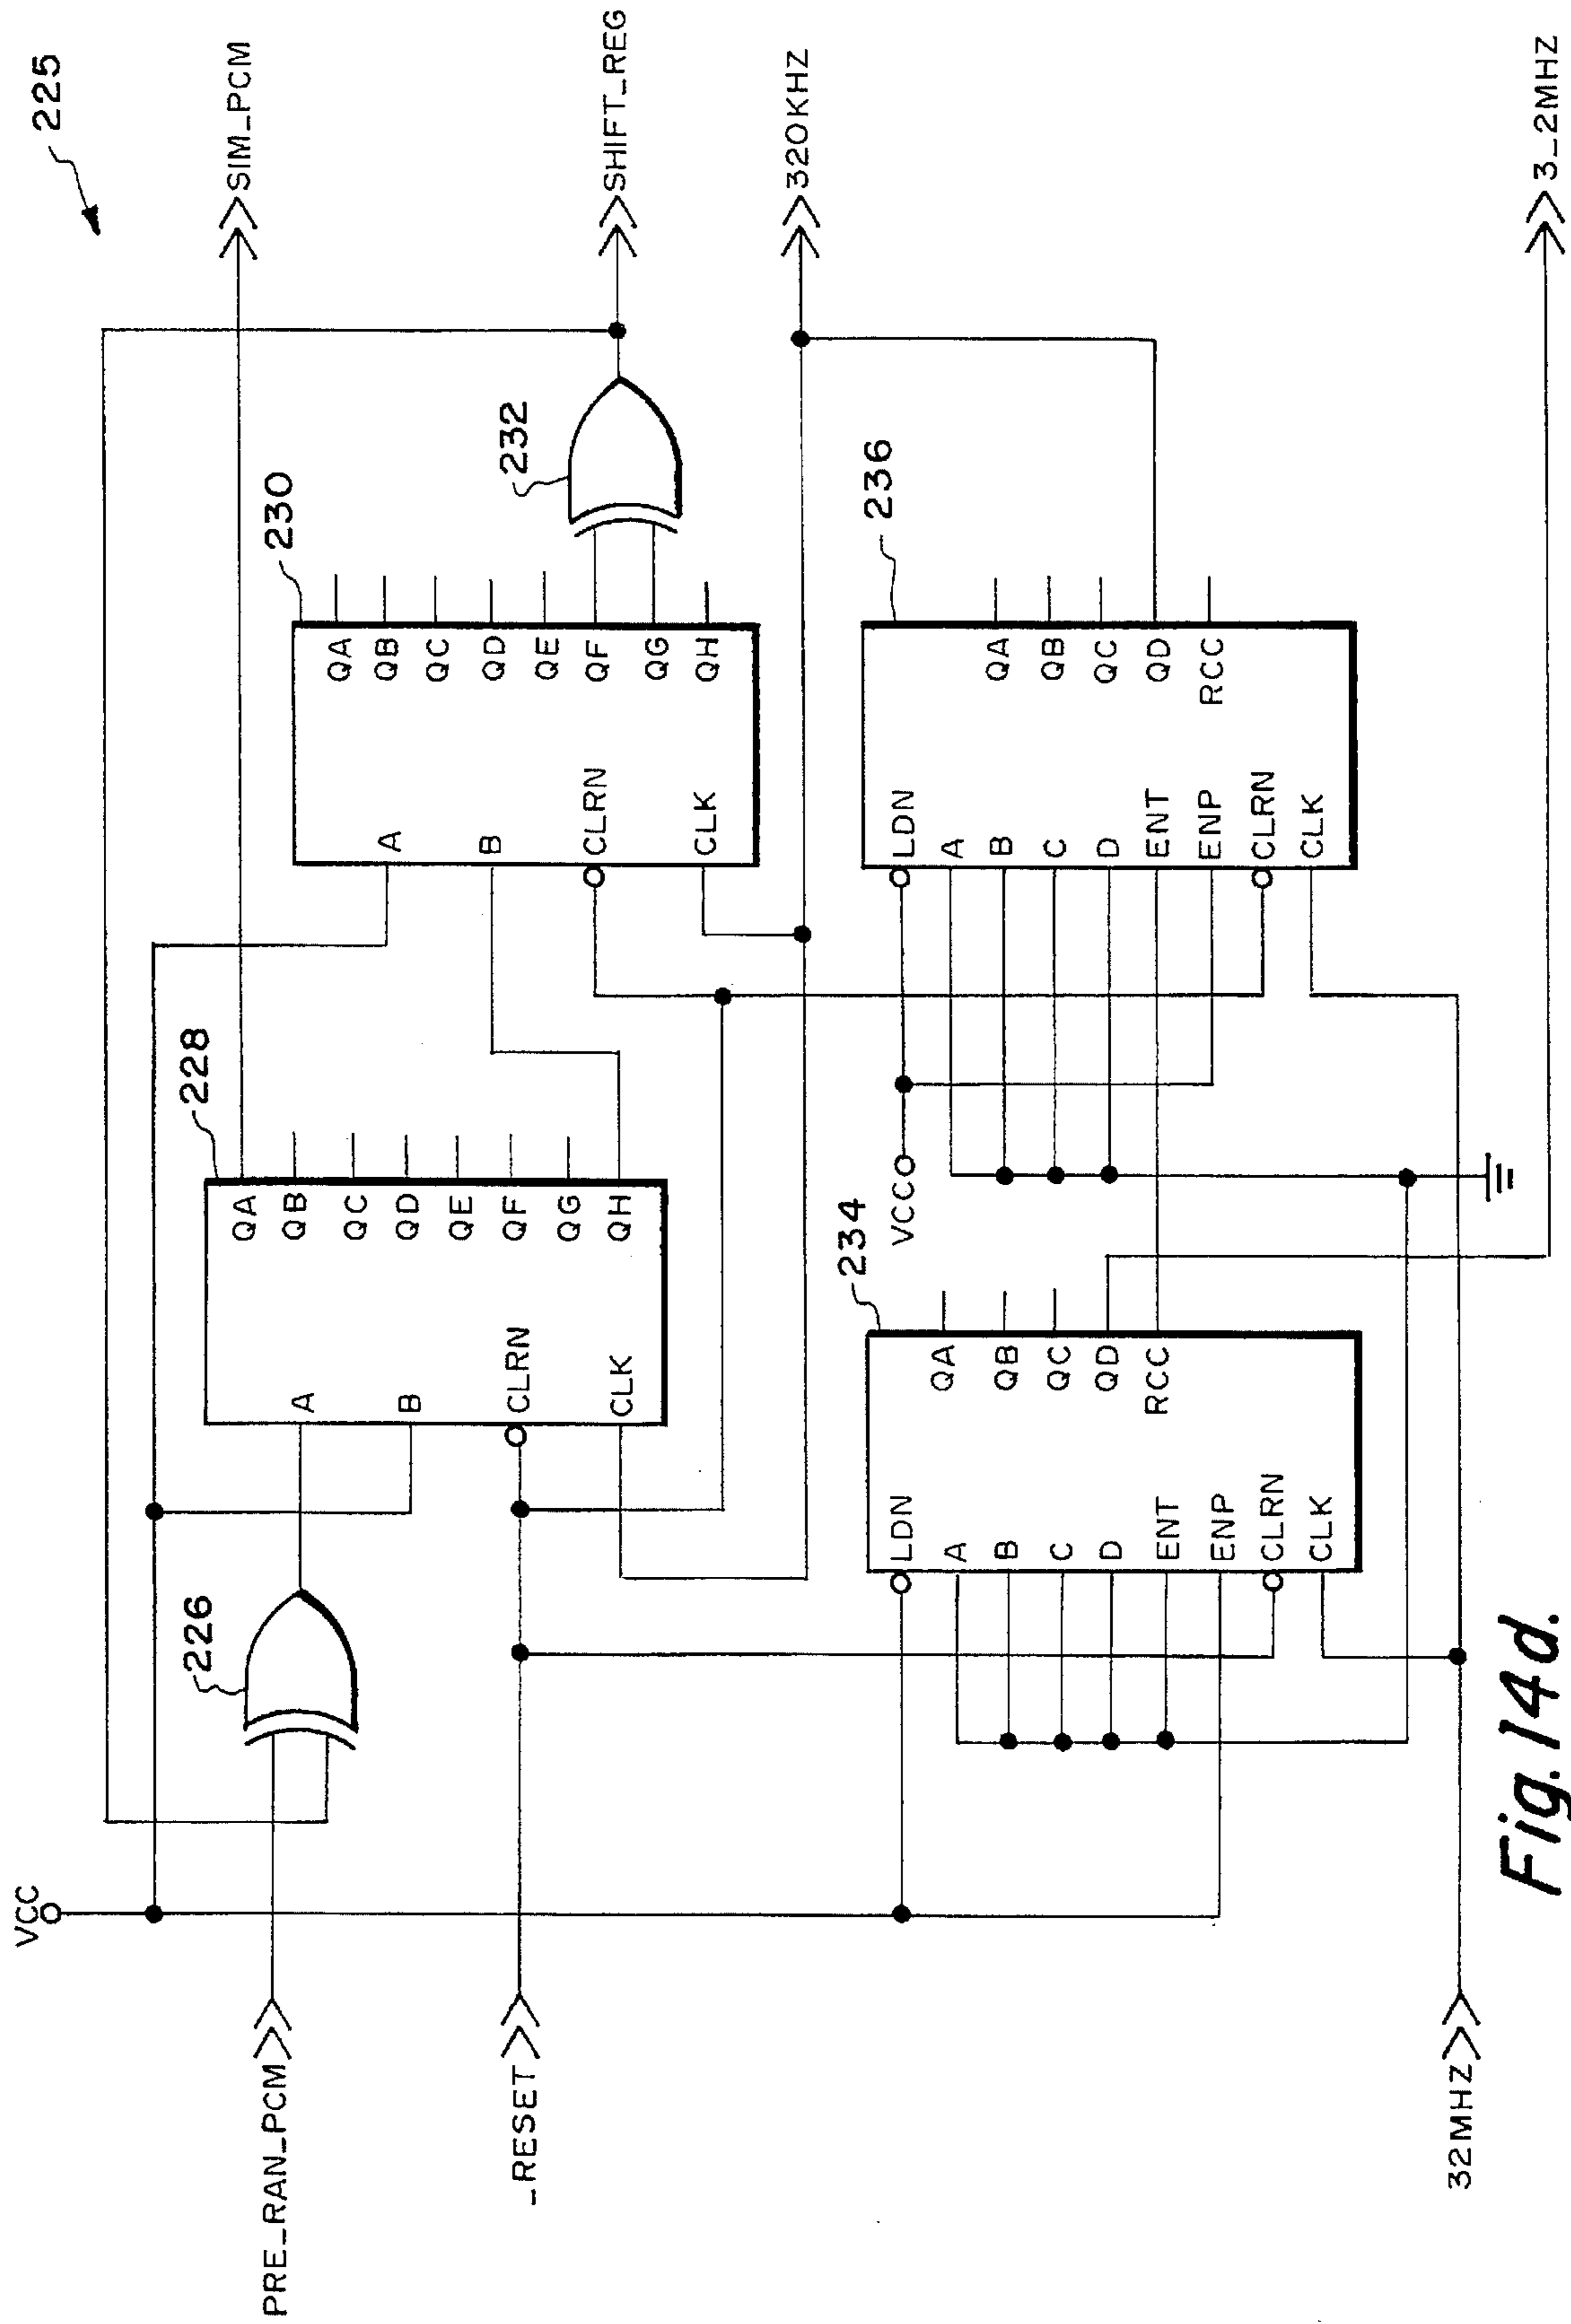 225
VCC
PRE_RAN_PCM
_RESET
32MHZ
SIM_PCM
SHIFT_REG
320KHZ
3_2MHZ
226
228
A
B
CLRN
CLK
QA
QB
QC
QD
QE
QF
QG
QH
230
A
B
CLRN
CLK
QA
QB
QC
QD
QE
QF
QG
QH
232
234
LDN
A
B
C
D
ENT
ENP
CLRN
CLK
QA
QB
QC
QD
RCC
VCC
236
LDN
A
B
C
D
ENT
ENP
CLRN
CLK
QA
QB
QC
QD
RCC
Fig. 14d.